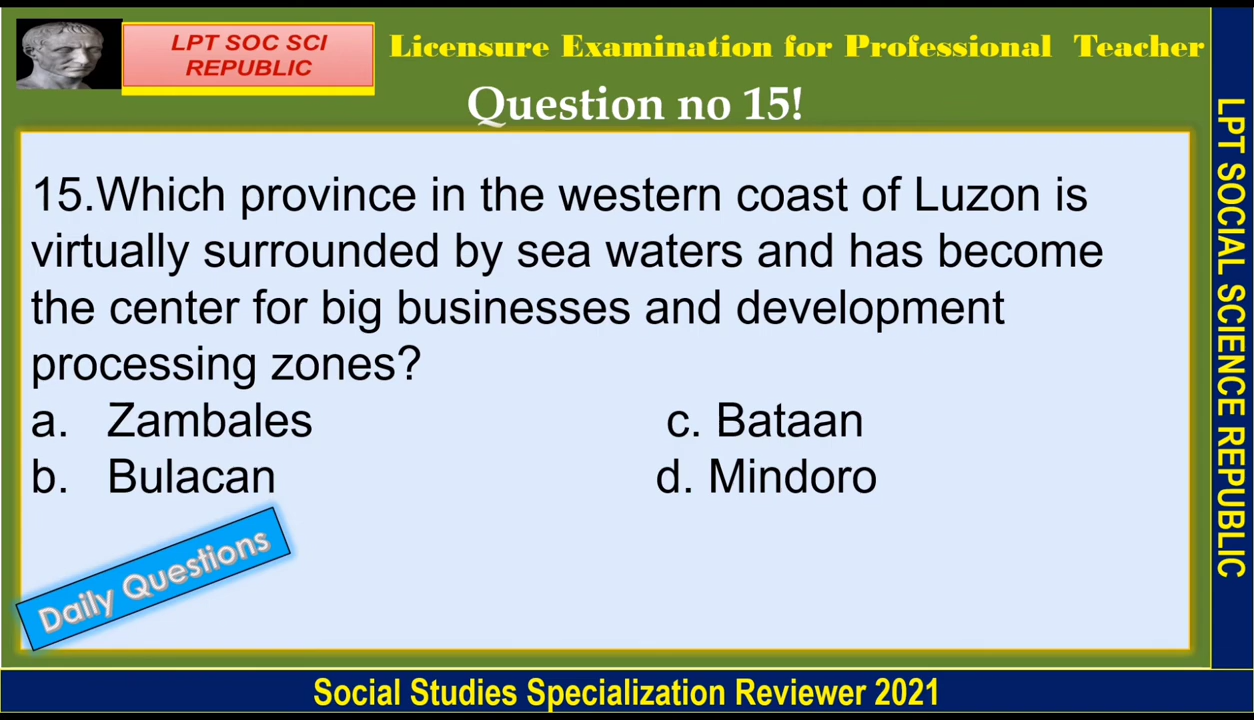 LPT SOC SCI
REPUBLIC
Licensure Examination for Professional Teacher
Question no 15!
15.Which province in the western coast of Luzon is
virtually surrounded by sea waters and has become
the center for big businesses and development
processing zones?
a. Zambales c. Bataan
b. Bulacan d. Mindoro
Daily Questions
LPT SOCIAL SCIENCE REPUBLIC
Social Studies Specialization Reviewer 2021